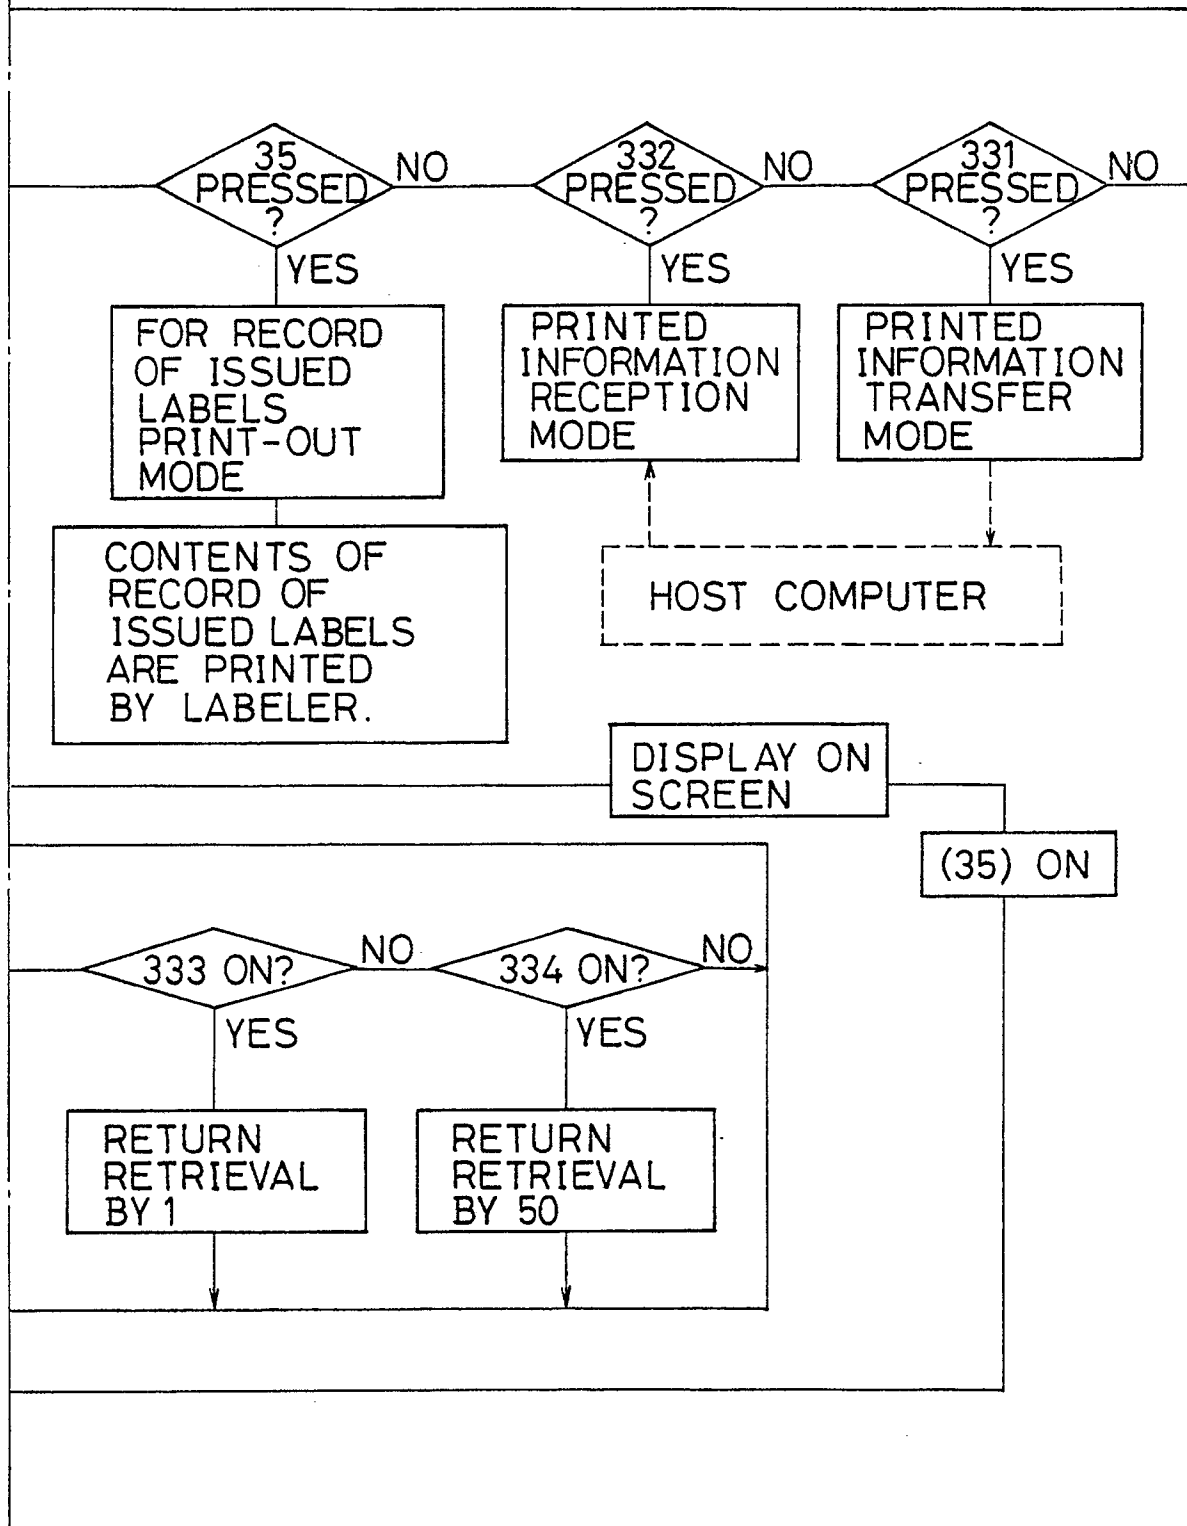 35
PRESSED
?
NO
YES
332
PRESSED
?
NO
YES
331
PRESSED
?
NO
YES
FOR RECORD
OF ISSUED
LABELS
PRINT-OUT
MODE
PRINTED
INFORMATION
RECEPTION
MODE
PRINTED
INFORMATION
TRANSFER
MODE
CONTENTS OF
RECORD OF
ISSUED LABELS
ARE PRINTED
BY LABELER.
HOST COMPUTER
DISPLAY ON
SCREEN
(35) ON
333 ON?
NO
YES
334 ON?
NO
YES
RETURN
RETRIEVAL
BY 1
RETURN
RETRIEVAL
BY 50